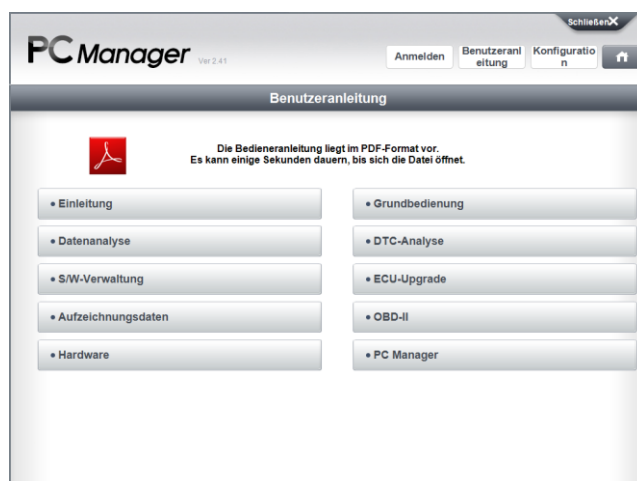 Schließen X
PC Manager Ver 2.41
Anmelden
Benutzeranl
eitung
Konfiguratio
n
Benutzeranleitung
Die Bedieneranleitung liegt im PDF-Format vor.
Es kann einige Sekunden dauern, bis sich die Datei öffnet.
• Einleitung
• Grundbedienung
• Datenanalyse
• DTC-Analyse
• S/W-Verwaltung
• ECU-Upgrade
• Aufzeichnungsdaten
• OBD-II
• Hardware
• PC Manager